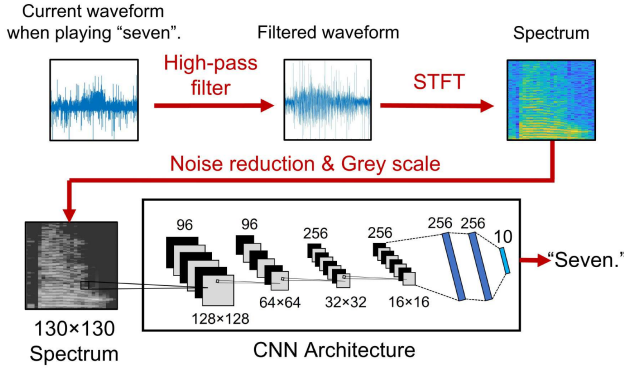 Current waveform
when playing “seven”.
High-pass
filter
Filtered waveform
STFT
Spectrum
Noise reduction & Grey scale
130×130
Spectrum
96
128×128
96
64×64
256
32×32
256
16×16
256
256
10
“Seven.”
CNN Architecture